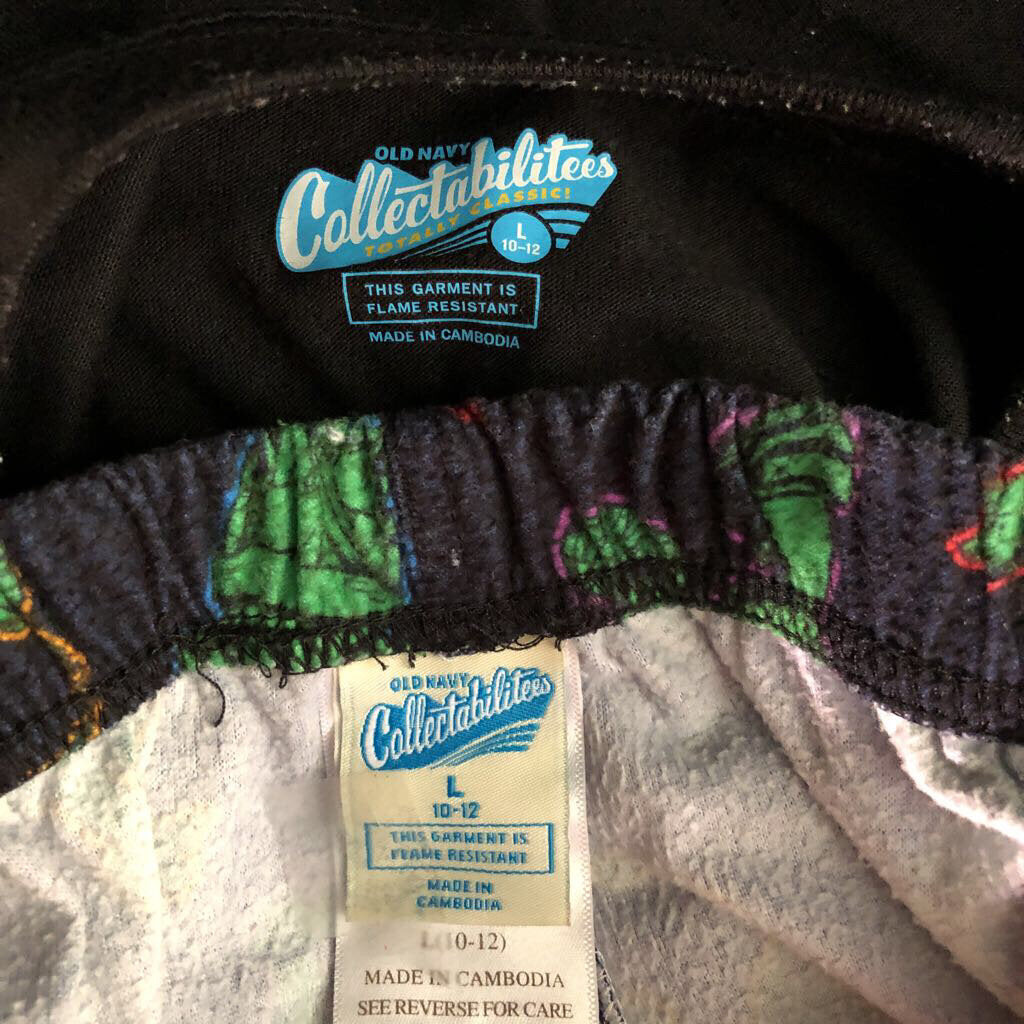 OLD NAVY
Collectabilitees
TOTALLY CLASSIC!
L
10-12
THIS GARMENT IS
FLAME RESISTANT
MADE IN CAMBODIA
OLD NAVY
Collectabilitees
L
10-12
THIS GARMENT IS
FLAME RESISTANT
MADE IN
CAMBODIA
L(10-12)
MADE IN CAMBODIA
SEE REVERSE FOR CARE